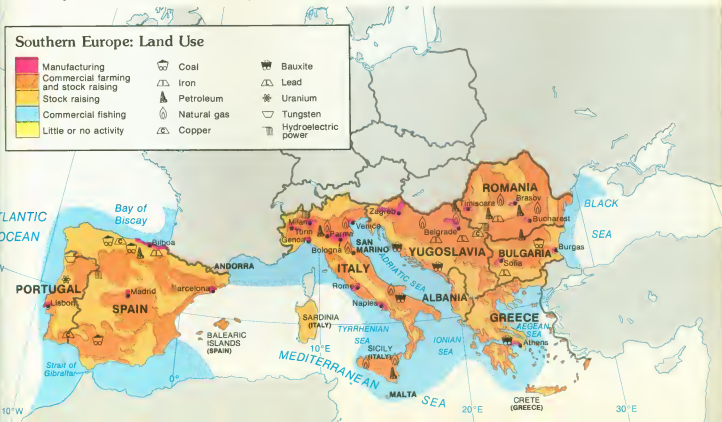 Southern Europe: Land Use
Manufacturing
Commercial farming
and stock raising
Stock raising
Commercial fishing
Little or no activity
Coal
Iron
Petroleum
Natural gas
Copper
Bauxite
Lead
Uranium
Tungsten
Hydroelectric
power
ROMANIA
Brasov
Timisoara
Bucharest
BLACK
SEA
Zagreb
Belgrade
Milan
Turin
Genoa
Venice
Parma
Bologna
SAN
MARINO
YUGOSLAVIA
BULGARIA
Sofia
Burgas
ATLANTIC
OCEAN
Bay of
Biscay
Bilboa
ANDORRA
ITALY
ADRIATIC SEA
Rome
Naples
ALBANIA
PORTUGAL
Lisbon
Madrid
SPAIN
Barcelona
SARDINIA
(ITALY)
GREECE
AEGEAN
SEA
Athens
BALEARIC
ISLANDS
(SPAIN)
TYRRHENIAN
SEA
IONIAN
SEA
SICILY
(ITALY)
Strait of
Gibraltar
MEDITERRANEAN
SEA
MALTA
CRETE
(GREECE)
10°W
0°
10°E
20°E
30°E